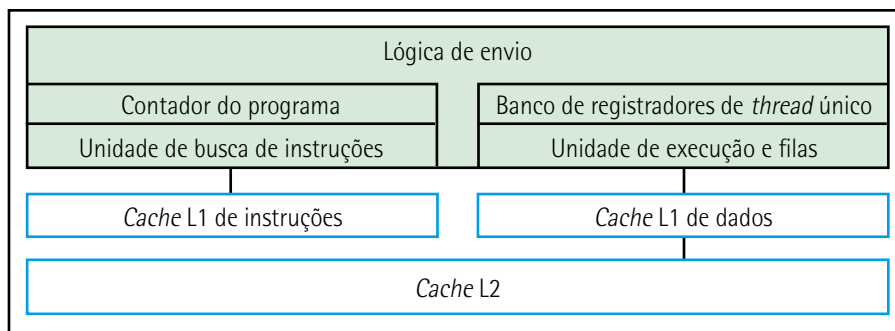 Lógica de envio
Contador do programa
Banco de registradores de thread único
Unidade de busca de instruções
Unidade de execução e filas
Cache L1 de instruções
Cache L1 de dados
Cache L2